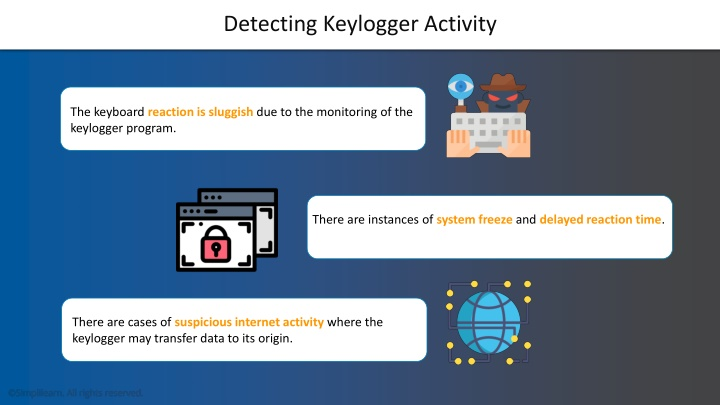 Detecting Keylogger Activity
The keyboard reaction is sluggish due to the monitoring of the
keylogger program.
There are instances of system freeze and delayed reaction time.
There are cases of suspicious internet activity where the
keylogger may transfer data to its origin.
©Simplilearn. All rights reserved.